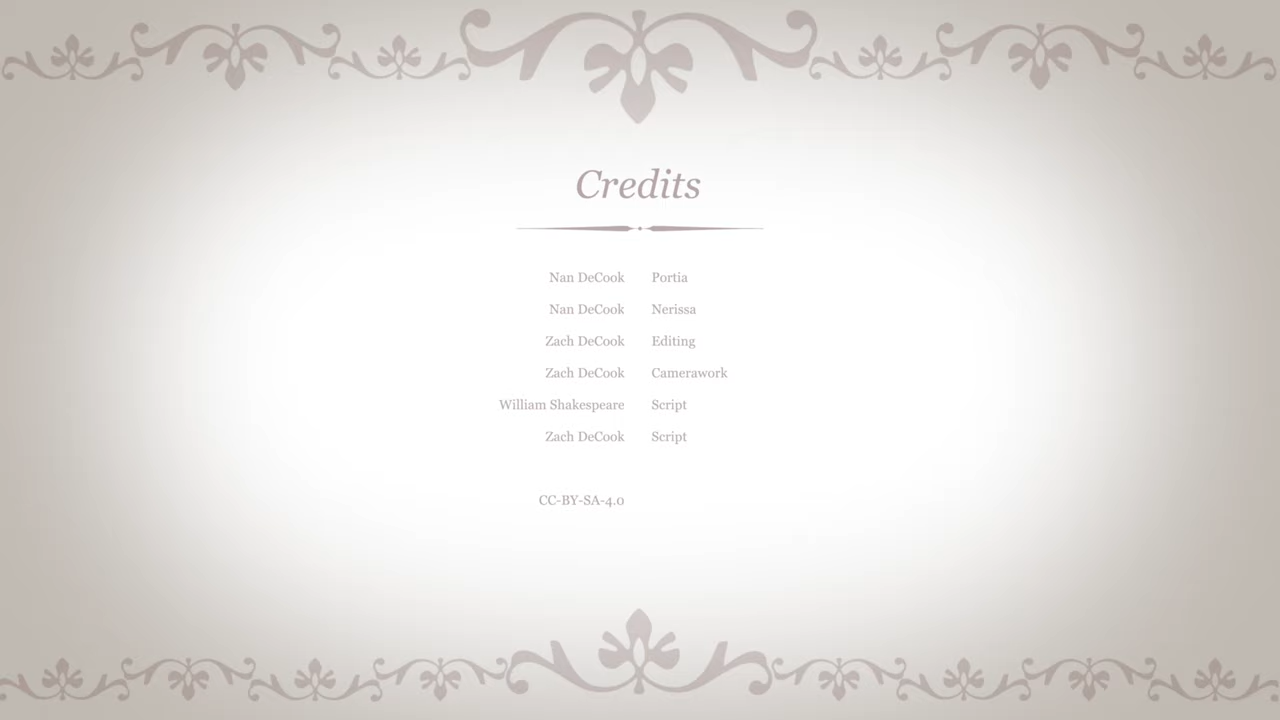 Credits
Nan DeCook Portia
Nan DeCook Nerissa
Zach DeCook Editing
Zach DeCook Camerawork
William Shakespeare Script
Zach DeCook Script
CC-BY-SA-4.0